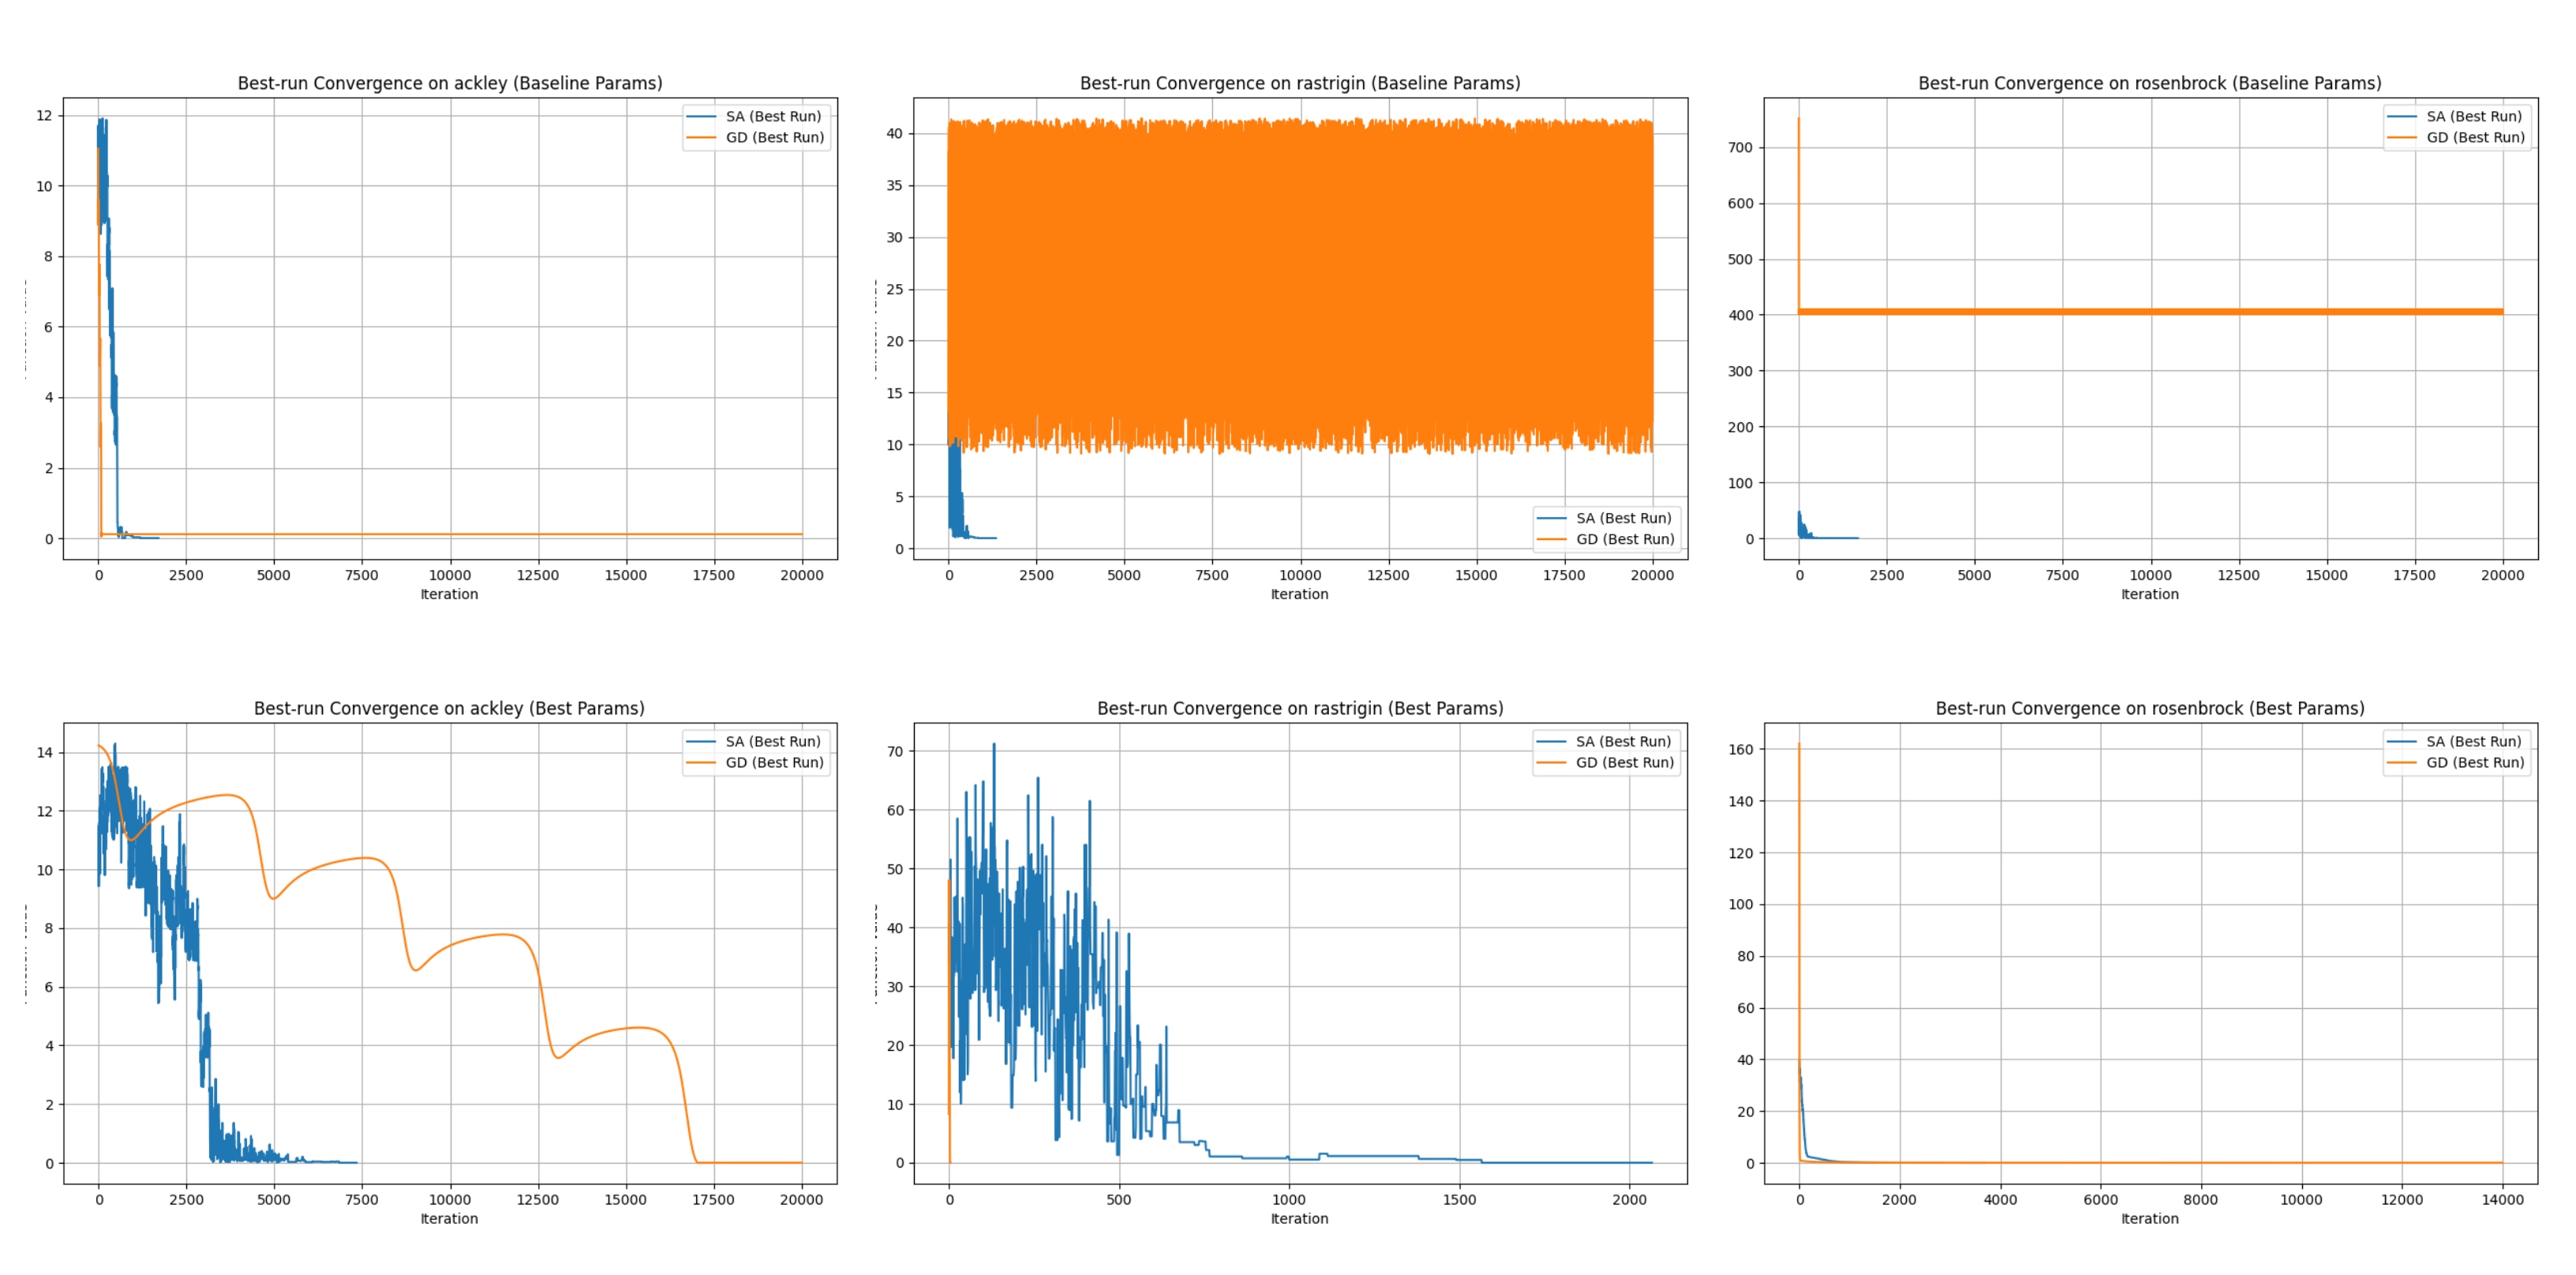 Best-run Convergence on ackley (Baseline Params)
12
10
8
6
4
2
0
SA (Best Run)
GD (Best Run)
0 2500 5000 7500 10000 12500 15000 17500 20000
Iteration
Best-run Convergence on rastrigin (Baseline Params)
40
35
30
25
20
15
10
5
0
SA (Best Run)
GD (Best Run)
0 2500 5000 7500 10000 12500 15000 17500 20000
Iteration
Best-run Convergence on rosenbrock (Baseline Params)
SA (Best Run)
GD (Best Run)
700
600
500
400
300
200
100
0
0 2500 5000 7500 10000 12500 15000 17500 20000
Iteration
Best-run Convergence on ackley (Best Params)
SA (Best Run)
GD (Best Run)
14
12
10
8
6
4
2
0
0 2500 5000 7500 10000 12500 15000 17500 20000
Iteration
Best-run Convergence on rastrigin (Best Params)
SA (Best Run)
GD (Best Run)
70
60
50
40
30
20
10
0
0 500 1000 1500 2000
Iteration
Best-run Convergence on rosenbrock (Best Params)
SA (Best Run)
GD (Best Run)
160
140
120
100
80
60
40
20
0
0 2000 4000 6000 8000 10000 12000 14000
Iteration